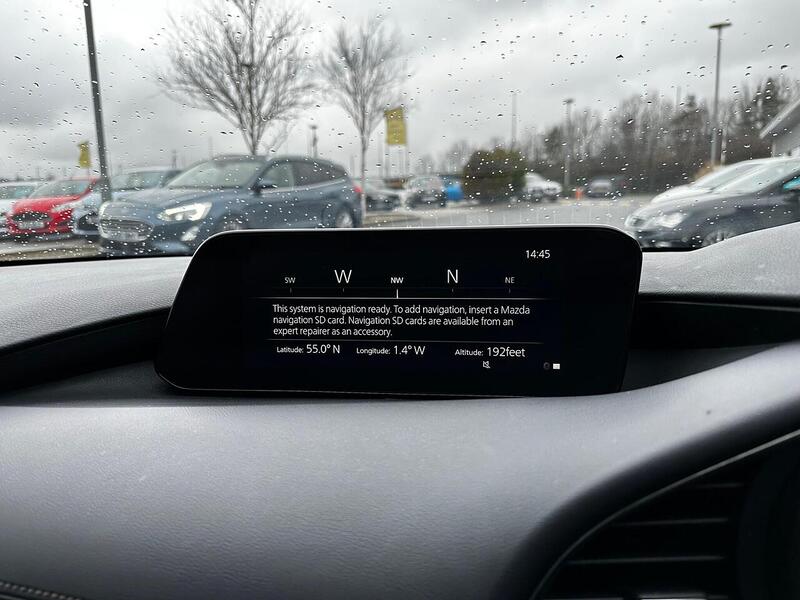 14:45
SW W NW N NE
This system is navigation ready. To add navigation, insert a Mazda
navigation SD card. Navigation SD cards are available from an
expert repairer as an accessory.
Latitude: 55.0° N Longitude: 1.4° W Altitude: 192feet